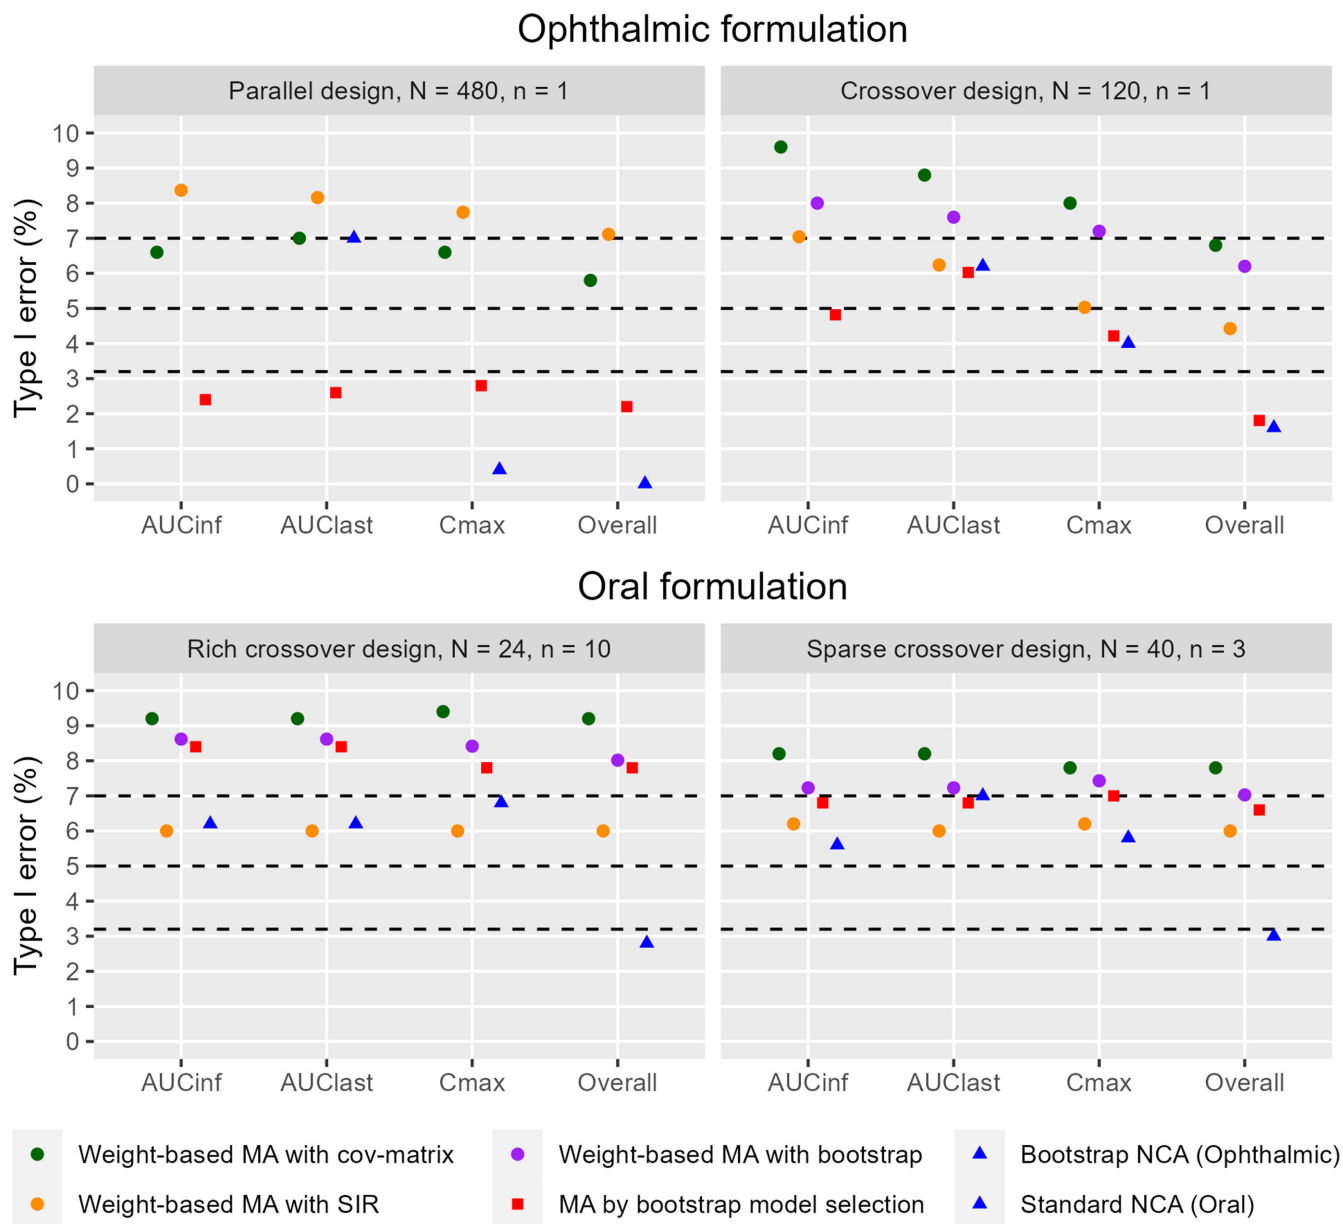 Ophthalmic formulation
Parallel design, N = 480, n = 1
Crossover design, N = 120, n = 1
Type I error (%)
10
9
8
7
6
5
4
3
2
1
0
AUCinf AUClast Cmax Overall
AUCinf AUClast Cmax Overall
Oral formulation
Rich crossover design, N = 24, n = 10
Sparse crossover design, N = 40, n = 3
Type I error (%)
10
9
8
7
6
5
4
3
2
1
0
AUCinf AUClast Cmax Overall
AUCinf AUClast Cmax Overall
Weight-based MA with cov-matrix
Weight-based MA with bootstrap
Bootstrap NCA (Ophthalmic)
Weight-based MA with SIR
MA by bootstrap model selection
Standard NCA (Oral)